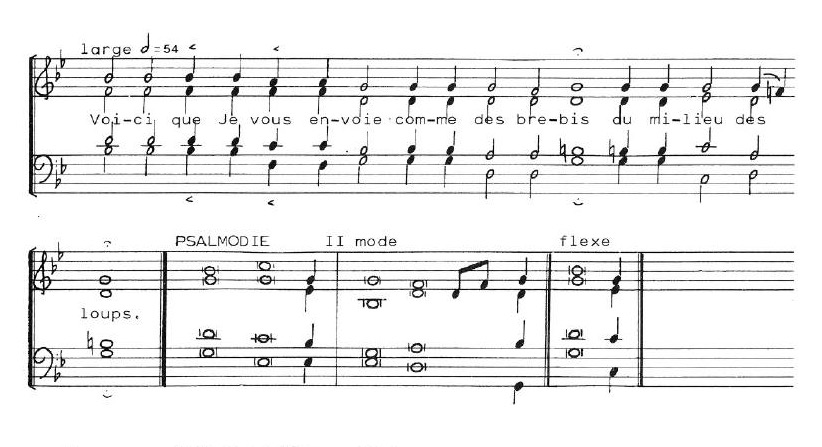 large 𝅗𝅥=54
Voi-ci que Je vous en-voie com-me des bre-bis du mi-lieu des
PSALMODIE II mode flexe
loups.